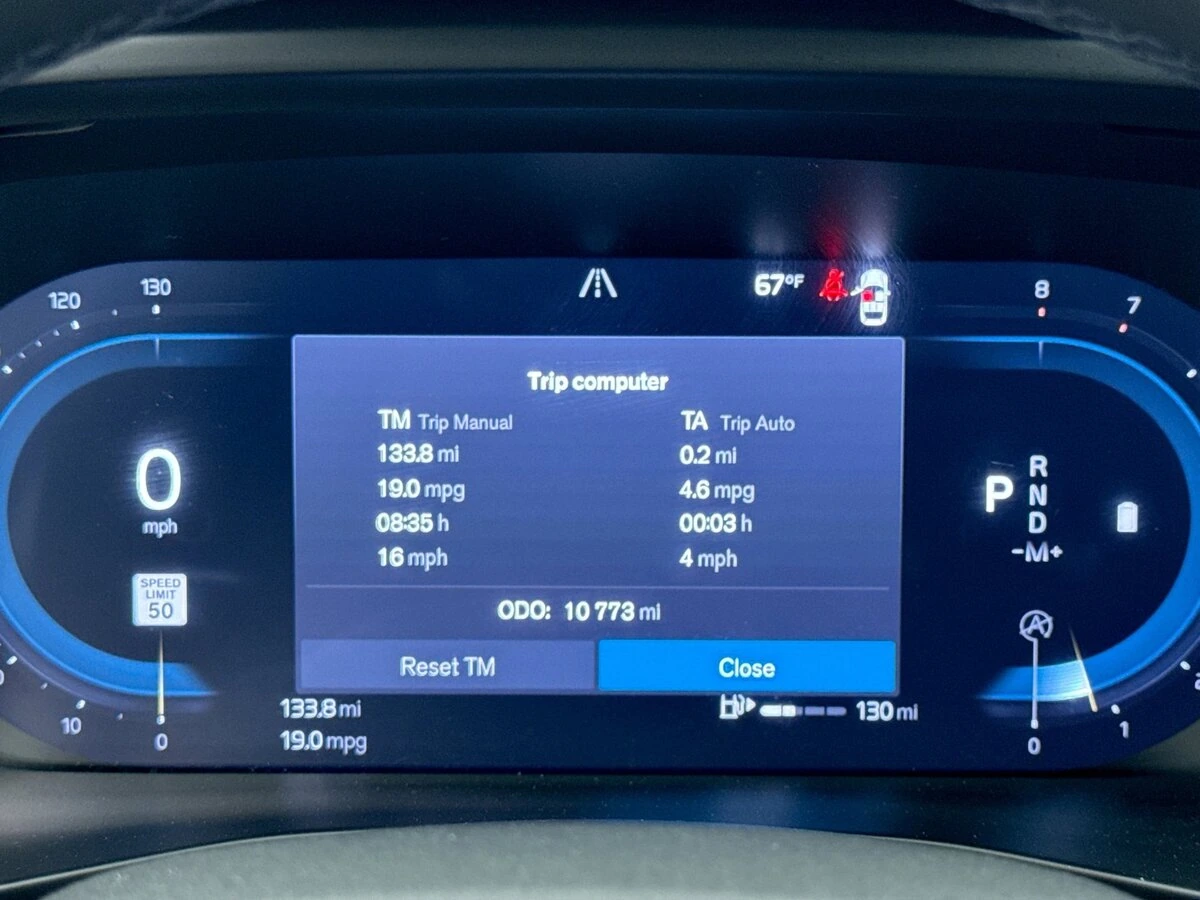 120
130
67°F
8
7
Trip computer
TM Trip Manual
TA Trip Auto
133.8 mi
0.2 mi
19.0 mpg
4.6 mpg
08:35 h
00:03 h
16 mph
4 mph
ODO: 10 773 mi
Reset TM
Close
0
mph
SPEED
LIMIT
50
P
R
N
D
-M+
A
10
0
133.8 mi
19.0 mpg
130 mi
0
1